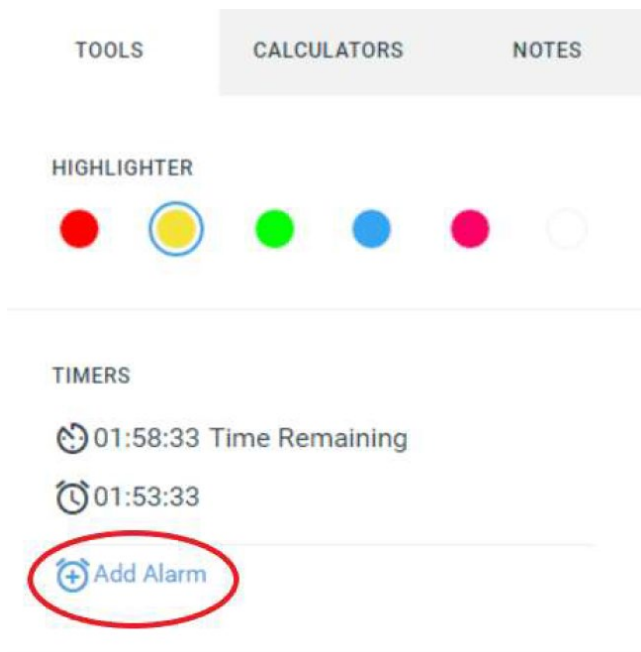 TOOLS CALCULATORS NOTES
HIGHLIGHTER
TIMERS
01:58:33 Time Remaining
01:53:33
Add Alarm